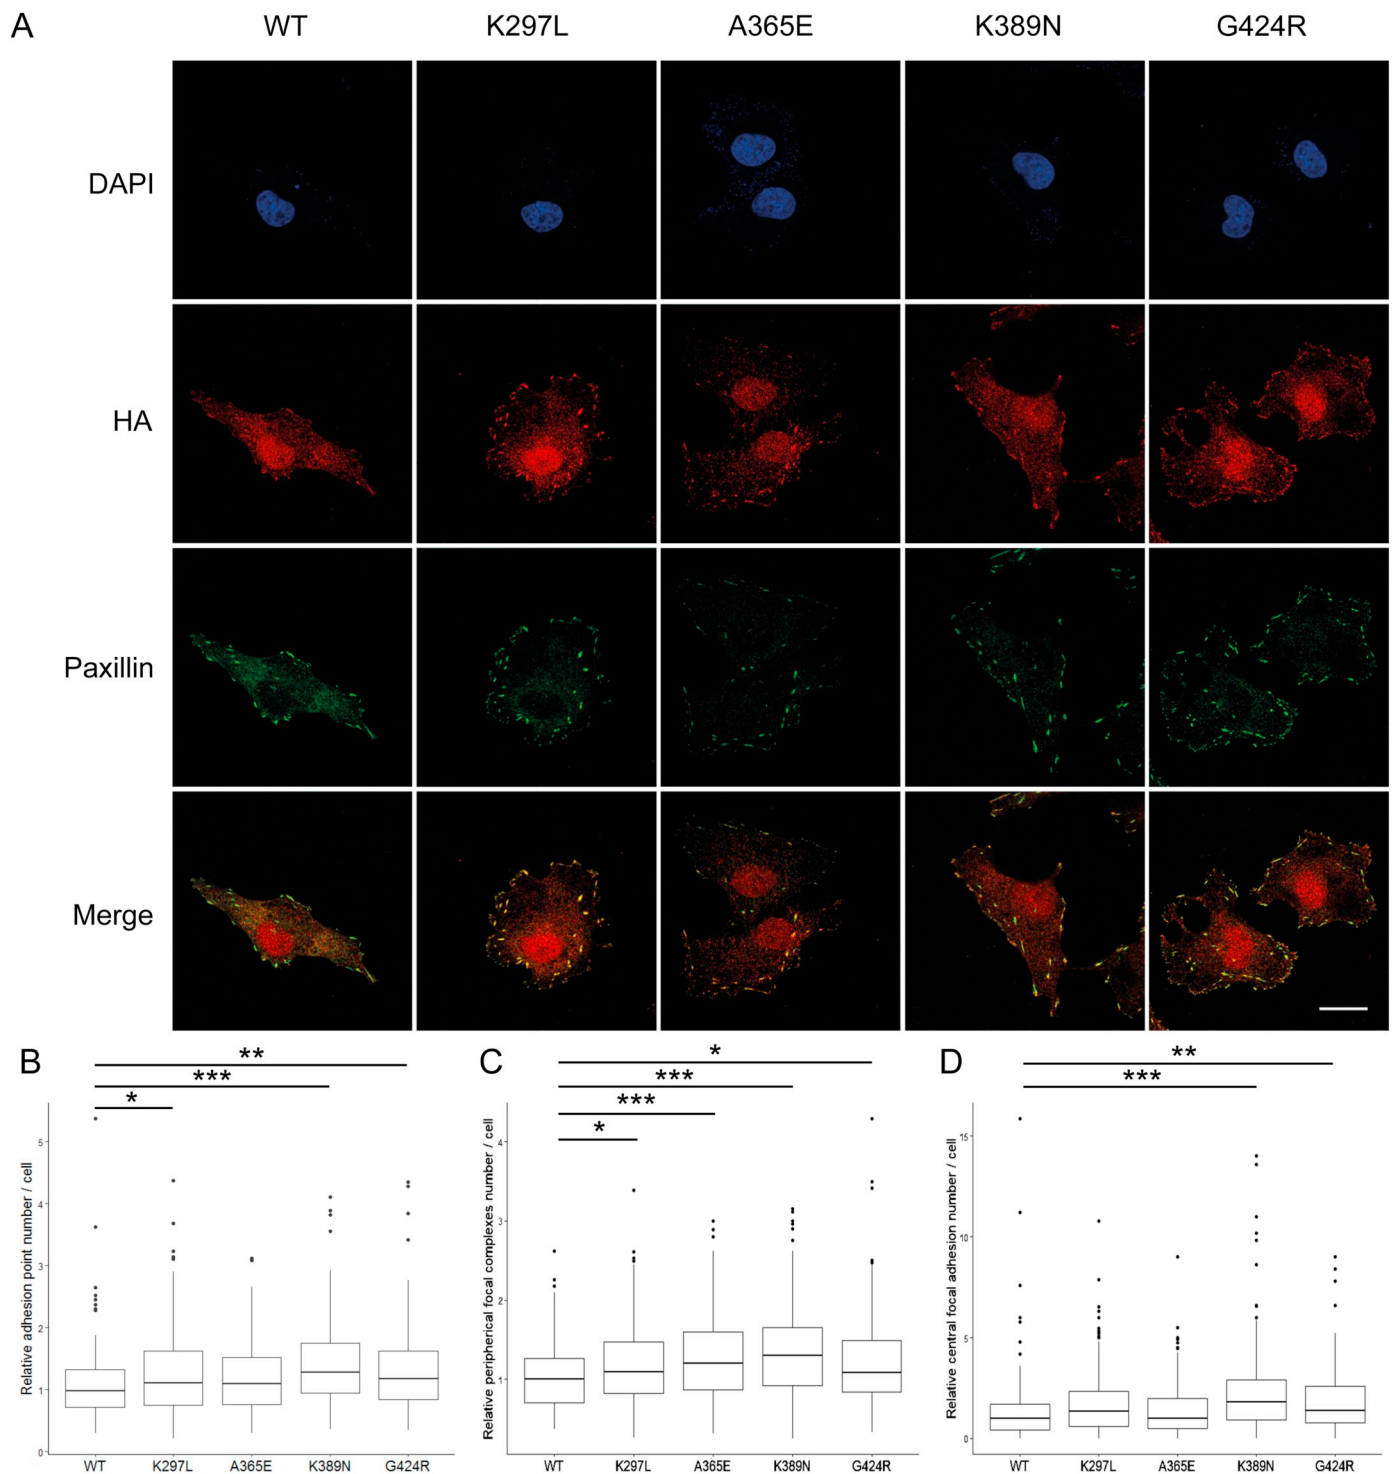 A
WT K297L A365E K389N G424R
DAPI
HA
Paxillin
Merge
B
**
***
*
Relative adhesion point number / cell
5
4
3
2
1
0
WT K297L A365E K389N G424R
C
*
***
***
*
Relative peripherical focal complexes number / cell
4
3
2
1
WT K297L A365E K389N G424R
D
**
***
Relative central focal adhesion number / cell
15
10
5
0
WT K297L A365E K389N G424R